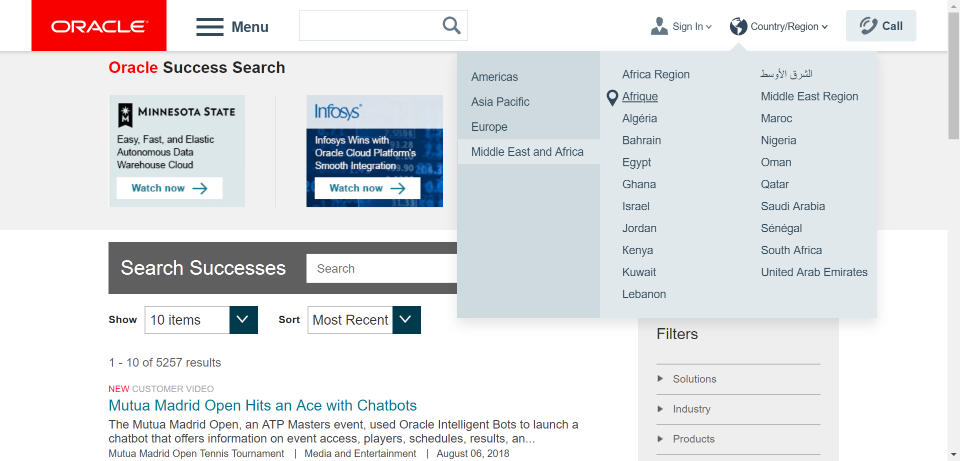 ORACLE
Menu
Sign In
Country/Region
Call
Oracle Success Search
MINNESOTA STATE
Easy, Fast, and Elastic
Autonomous Data
Warehouse Cloud
Watch now
Infosys
Infosys Wins with
Oracle Cloud Platform's
Smooth Integration
Watch now
Americas
Asia Pacific
Europe
Middle East and Africa
Africa Region
Afrique
Algéria
Bahrain
Egypt
Ghana
Israel
Jordan
Kenya
Kuwait
Lebanon
الشرق الأوسط
Middle East Region
Maroc
Nigeria
Oman
Qatar
Saudi Arabia
Sénégal
South Africa
United Arab Emirates
Search Successes
Search
Show
10 items
Sort
Most Recent
1 - 10 of 5257 results
NEW CUSTOMER VIDEO
Mutua Madrid Open Hits an Ace with Chatbots
The Mutua Madrid Open, an ATP Masters event, used Oracle Intelligent Bots to launch a
chatbot that offers information on event access, players, schedules, results, an...
Mutua Madrid Open Tennis Tournament | Media and Entertainment | August 06, 2018
Filters
Solutions
Industry
Products